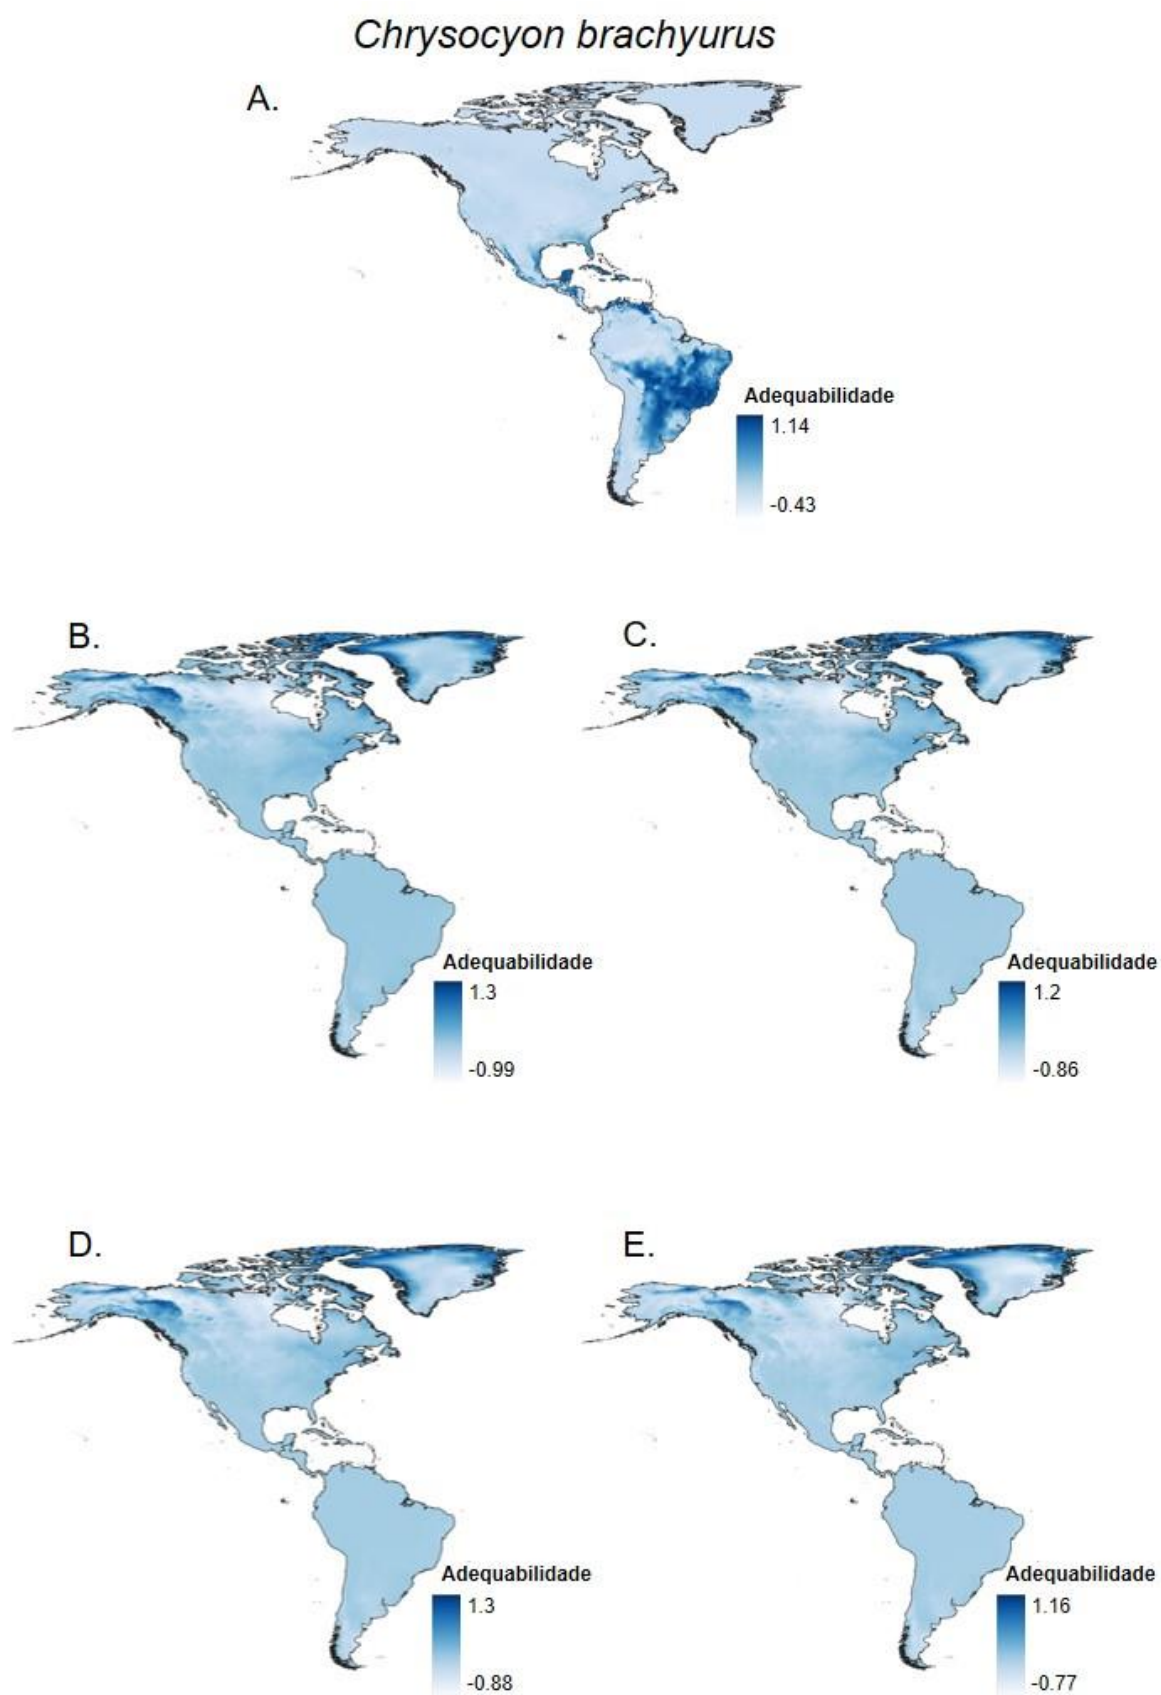 Chrysocyon brachyurus
A.
Adequabilidade
1.14
-0.43
B.
C.
Adequabilidade
1.3
-0.99
Adequabilidade
1.2
-0.86
D.
E.
Adequabilidade
1.3
-0.88
Adequabilidade
1.16
-0.77